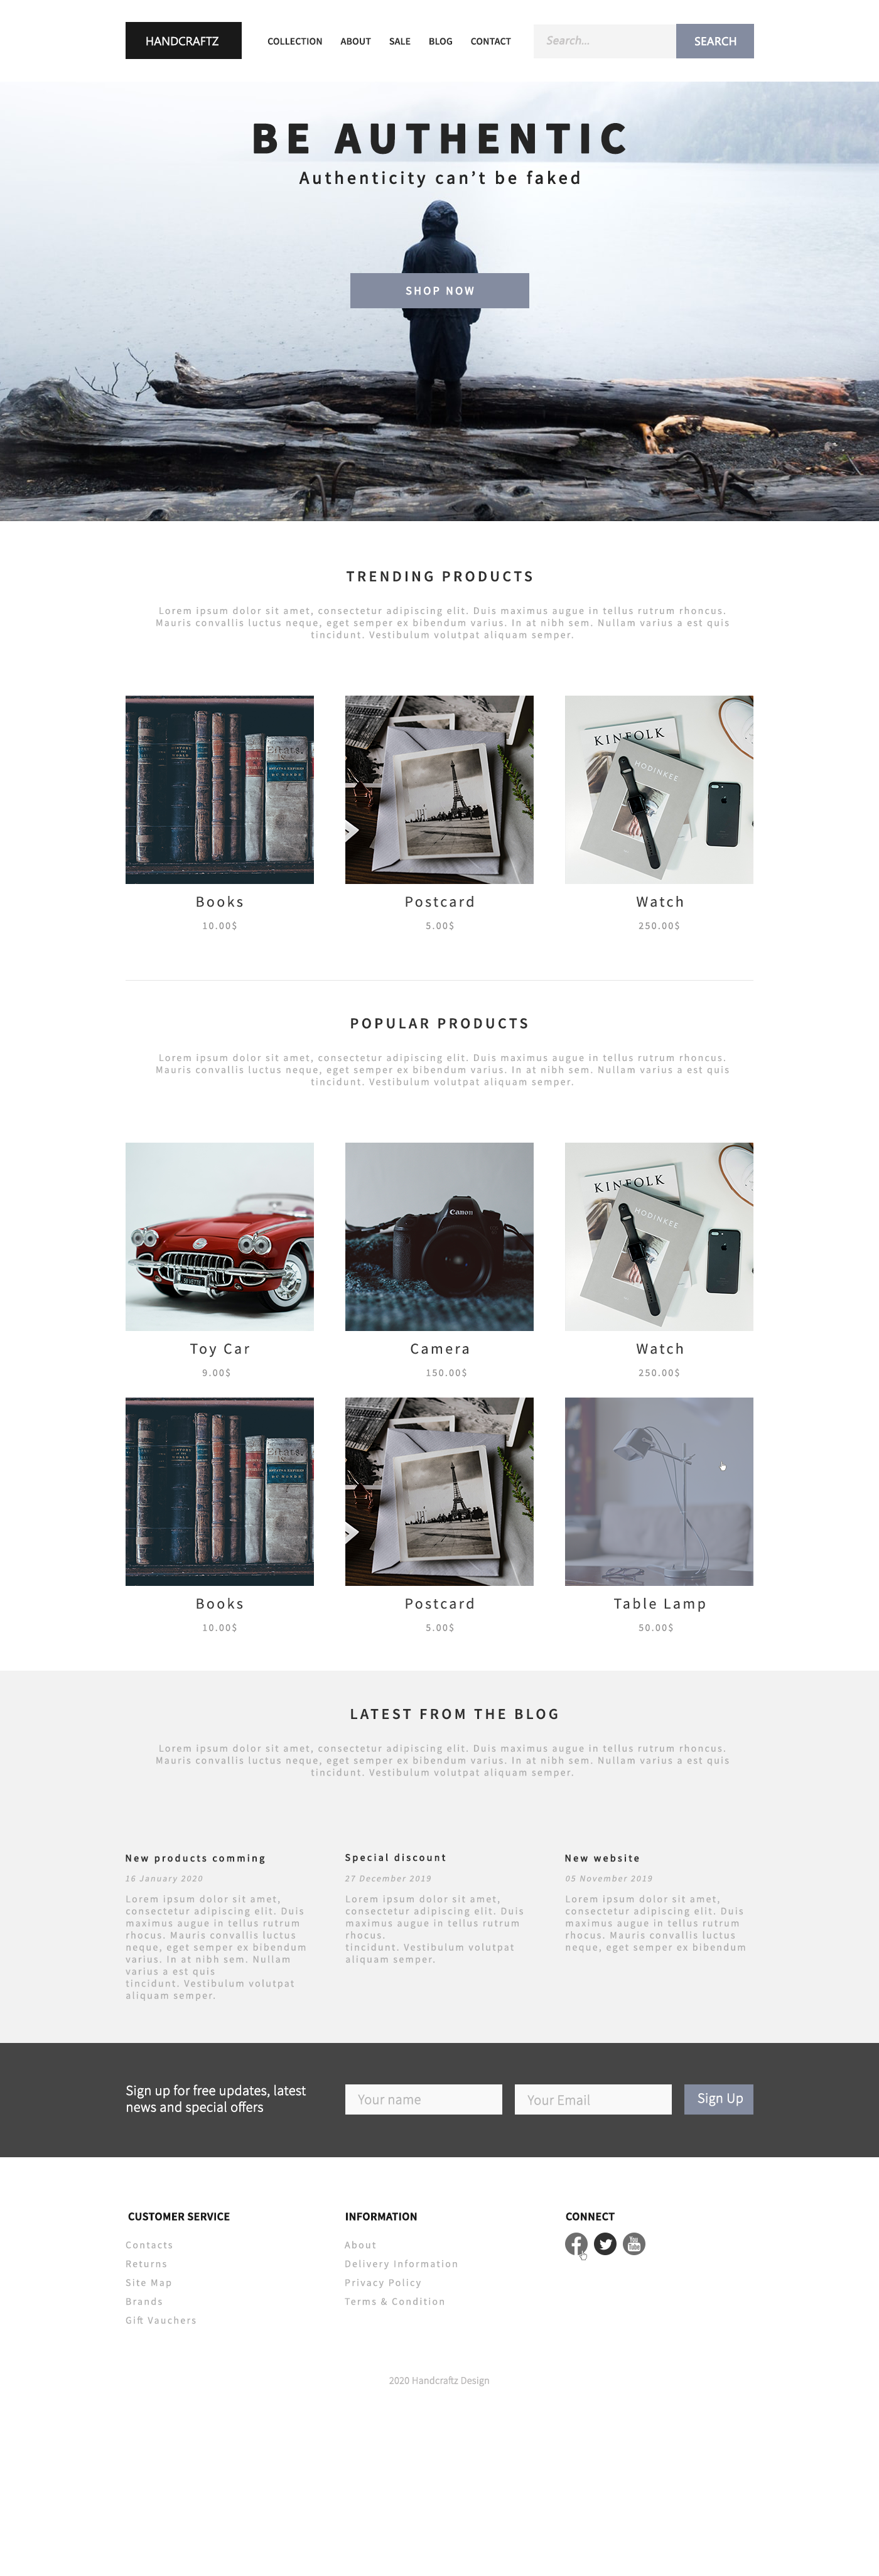 HANDCRAFTZ
COLLECTION ABOUT SALE BLOG CONTACT
Search...
SEARCH
BE AUTHENTIC
Authenticity can’t be faked
SHOP NOW
TRENDING PRODUCTS
Lorem ipsum dolor sit amet, consectetur adipiscing elit. Duis maximus augue in tellus rutrum rhoncus.
Mauris convallis luctus neque, eget semper ex bibendum varius. In at nibh sem. Nullam varius a est quis
tincidunt. Vestibulum volutpat aliquam semper.
KINFOLK
HODINKEE
Books
10.00$
Postcard
5.00$
Watch
250.00$
POPULAR PRODUCTS
Lorem ipsum dolor sit amet, consectetur adipiscing elit. Duis maximus augue in tellus rutrum rhoncus.
Mauris convallis luctus neque, eget semper ex bibendum varius. In at nibh sem. Nullam varius a est quis
tincidunt. Vestibulum volutpat aliquam semper.
Canon
KINFOLK
HODINKEE
Toy Car
9.00$
Camera
150.00$
Watch
250.00$
Books
10.00$
Postcard
5.00$
Table Lamp
50.00$
LATEST FROM THE BLOG
Lorem ipsum dolor sit amet, consectetur adipiscing elit. Duis maximus augue in tellus rutrum rhoncus.
Mauris convallis luctus neque, eget semper ex bibendum varius. In at nibh sem. Nullam varius a est quis
tincidunt. Vestibulum volutpat aliquam semper.
New products comming
16 January 2020
Lorem ipsum dolor sit amet,
consectetur adipiscing elit. Duis
maximus augue in tellus rutrum
rhocus. Mauris convallis luctus
neque, eget semper ex bibendum
varius. In at nibh sem. Nullam
varius a est quis
tincidunt. Vestibulum volutpat
aliquam semper.
Special discount
27 December 2019
Lorem ipsum dolor sit amet,
consectetur adipiscing elit. Duis
maximus augue in tellus rutrum
rhocus.
tincidunt. Vestibulum volutpat
aliquam semper.
New website
05 November 2019
Lorem ipsum dolor sit amet,
consectetur adipiscing elit. Duis
maximus augue in tellus rutrum
rhocus. Mauris convallis luctus
neque, eget semper ex bibendum
Sign up for free updates, latest
news and special offers
Your name
Your Email
Sign Up
CUSTOMER SERVICE
Contacts
Returns
Site Map
Brands
Gift Vauchers
INFORMATION
About
Delivery Information
Privacy Policy
Terms & Condition
CONNECT
You
Tube
2020 Handcraftz Design